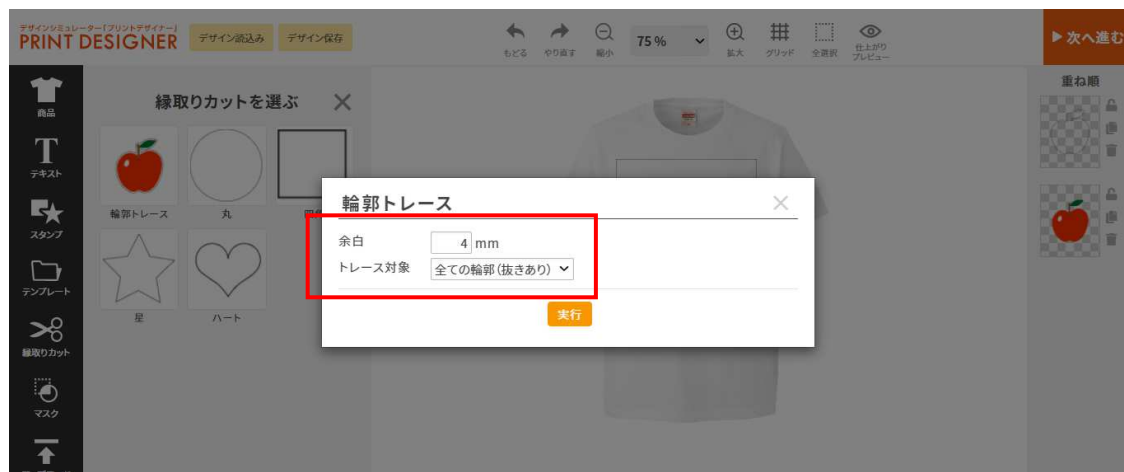 デザインシミュレーター「プリントデザイナー」
PRINT DESIGNER
デザイン読込み
デザイン保存
もどる
やり直す
縮小
75 %
拡大
グリッド
全選択
仕上がり
プレビュー
▶ 次へ進む
商品
テキスト
スタンプ
テンプレート
縁取りカット
マスク
縁取りカットを選ぶ
輪郭トレース
丸
星
ハート
輪郭トレース
余白
4 mm
トレース対象
全ての輪郭(抜きあり)
実行
重ね順